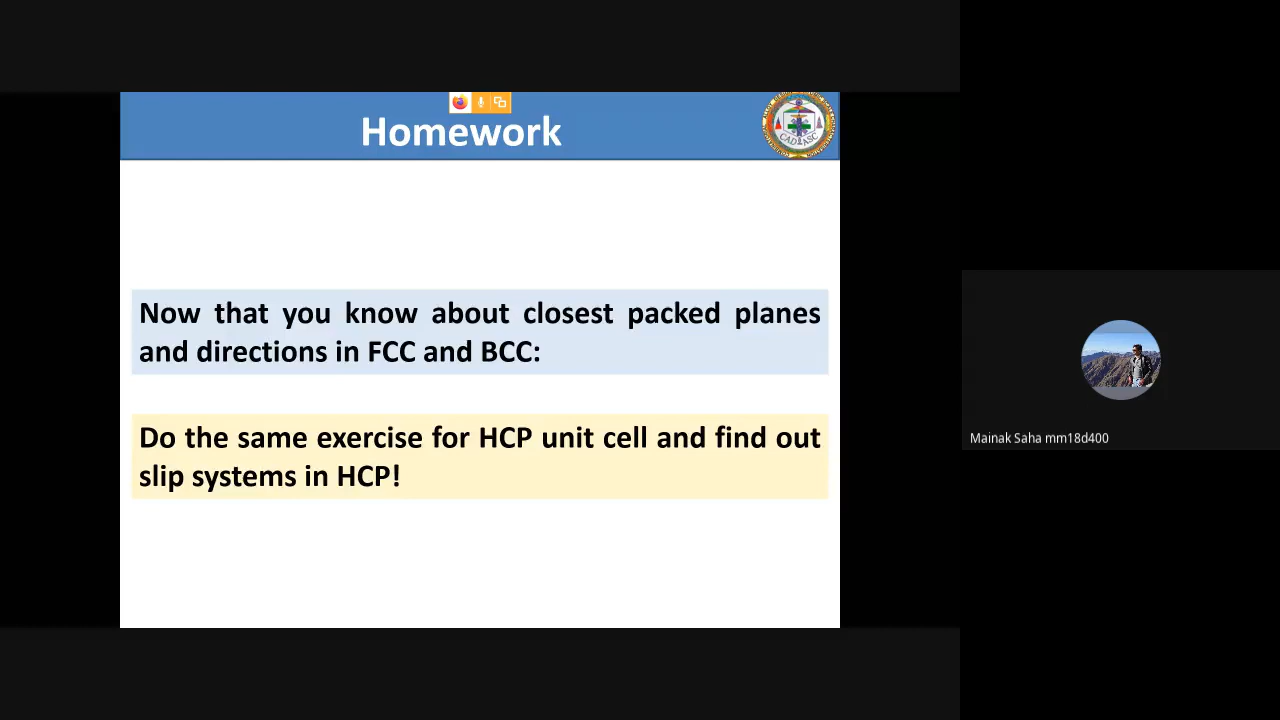 Homework
CADASC
Now that you know about closest packed planes
and directions in FCC and BCC:
Do the same exercise for HCP unit cell and find out
slip systems in HCP!
Mainak Saha mm18d400